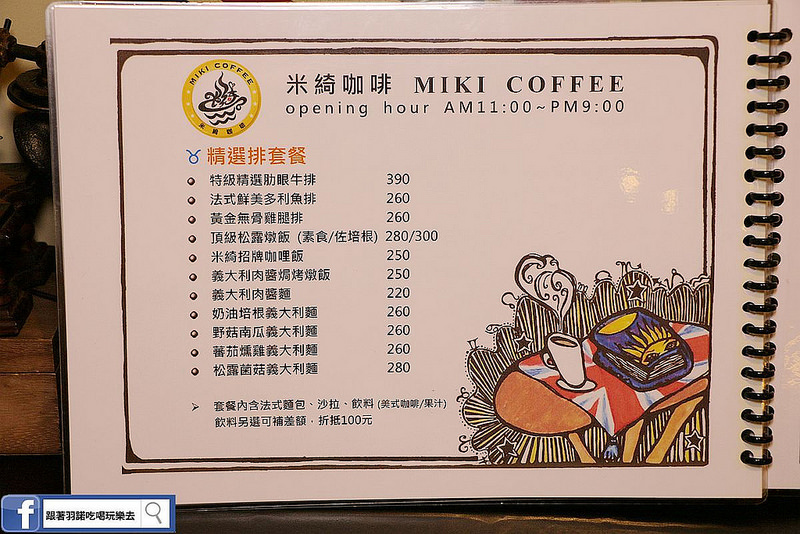 MIKI COFFEE
米綺咖啡
米綺咖啡 MIKI COFFEE
opening hour AM11:00~PM9:00
精選排套餐
特級精選肋眼牛排 390
法式鮮美多利魚排 260
黃金無骨雞腿排 260
頂級松露燉飯 (素食/佐培根) 280/300
米綺招牌咖哩飯 250
義大利肉醬焗烤燉飯 250
義大利肉醬麵 220
奶油培根義大利麵 260
野菇南瓜義大利麵 260
蕃茄燻雞義大利麵 260
松露菌菇義大利麵 280
套餐內含法式麵包、沙拉、飲料 (美式咖啡/果汁)
飲料另選可補差額，折抵100元
f 跟著羽諾吃喝玩樂去